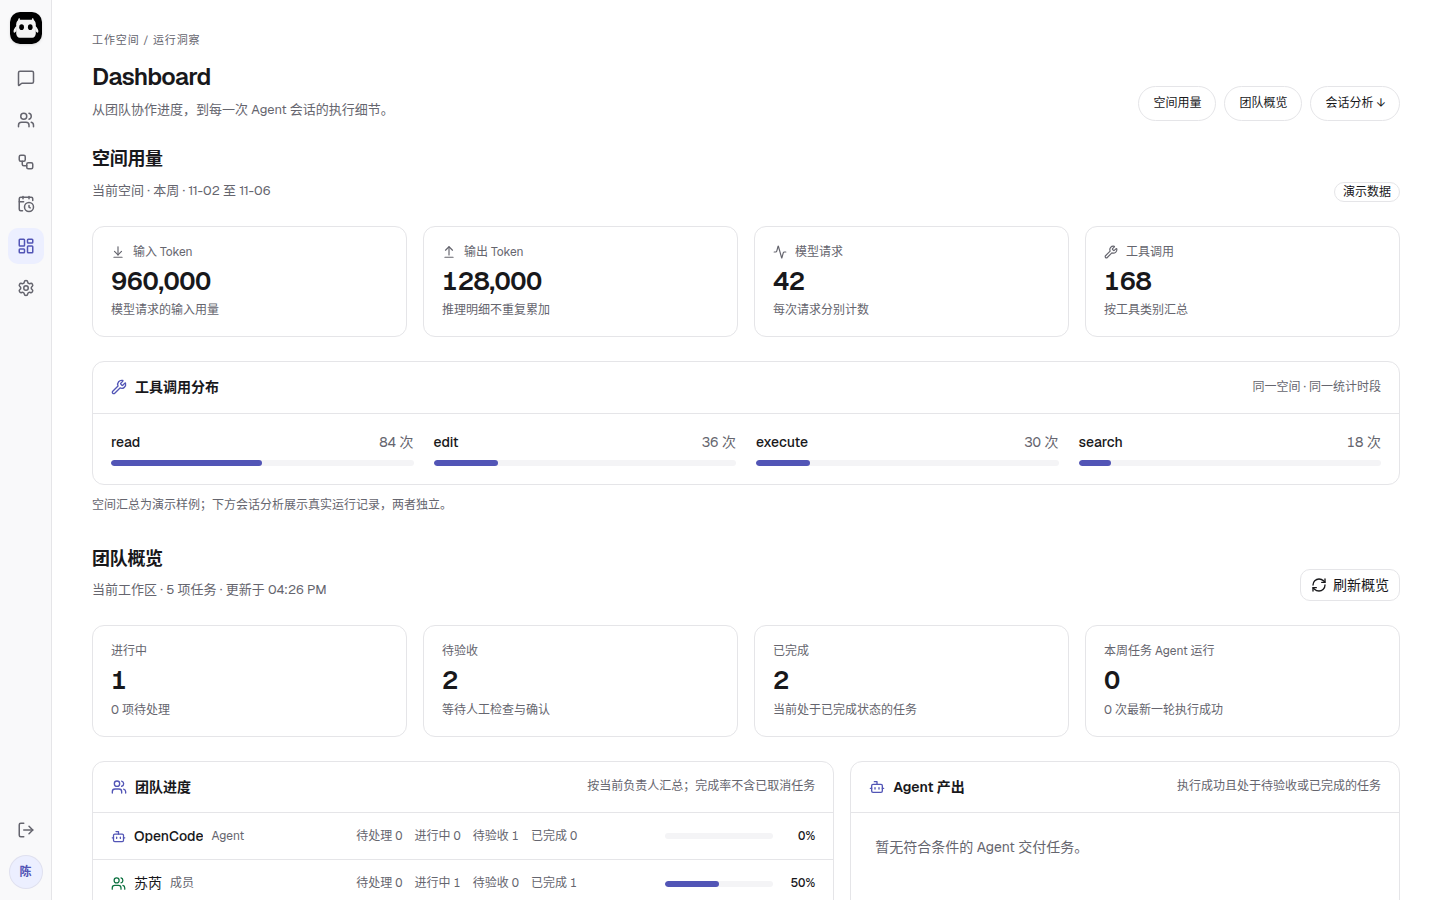 工作空间 / 运行洞察
Dashboard
从团队协作进度，到每一次 Agent 会话的执行细节。
空间用量
团队概览
会话分析 ↓
空间用量
当前空间 · 本周 · 11-02 至 11-06
演示数据
输入 Token
960,000
模型请求的输入用量
输出 Token
128,000
推理明细不重复累加
模型请求
42
每次请求分别计数
工具调用
168
按工具类别汇总
工具调用分布
同一空间 · 同一统计时段
read 84 次
edit 36 次
execute 30 次
search 18 次
空间汇总为演示样例；下方会话分析展示真实运行记录，两者独立。
团队概览
当前工作区 · 5 项任务 · 更新于 04:26 PM
刷新概览
进行中
1
0 项待处理
待验收
2
等待人工检查与确认
已完成
2
当前处于已完成状态的任务
本周任务 Agent 运行
0
0 次最新一轮执行成功
团队进度
按当前负责人汇总；完成率不含已取消任务
OpenCode Agent 待处理 0 进行中 0 待验收 1 已完成 0 0%
苏芮 成员 待处理 0 进行中 1 待验收 0 已完成 1 50%
Agent 产出
执行成功且处于待验收或已完成的任务
暂无符合条件的 Agent 交付任务。
陈